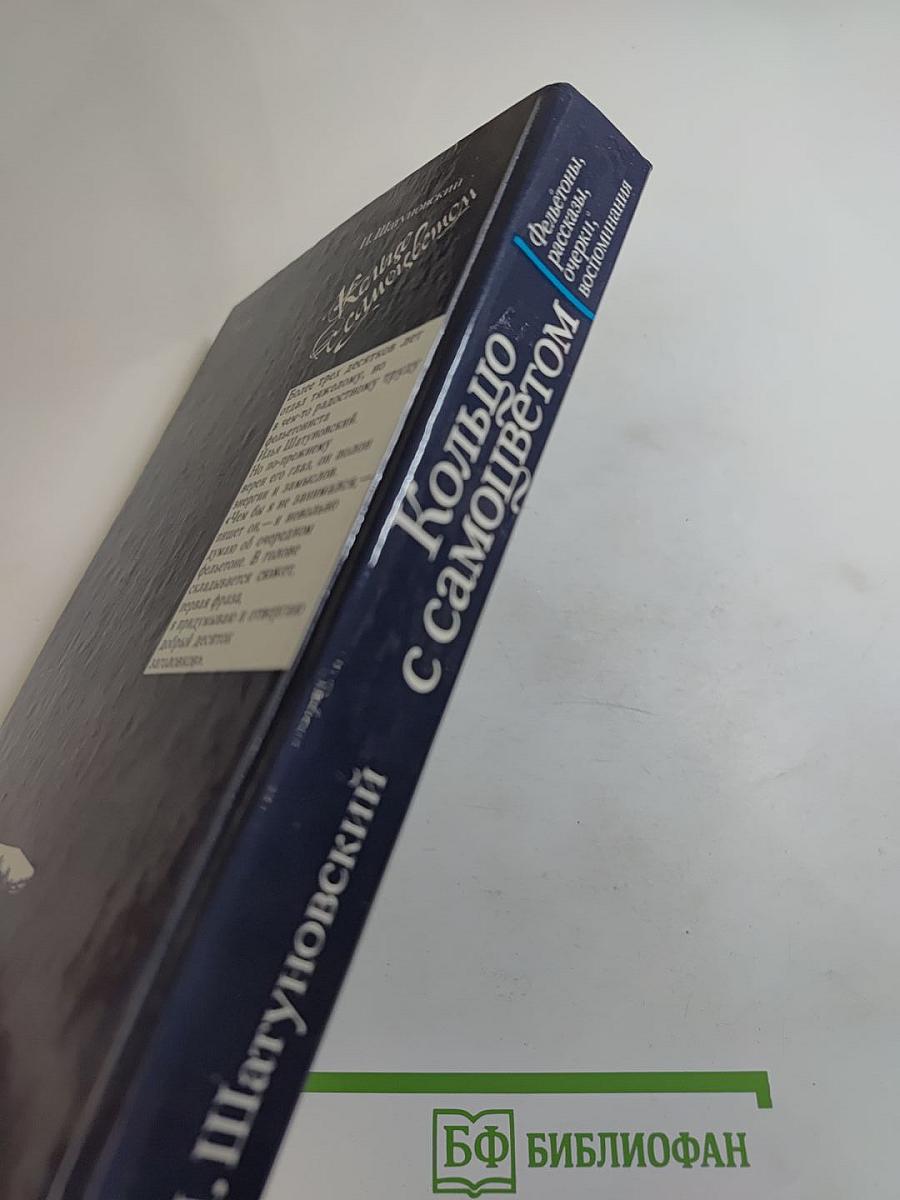 И. Шатуновский
Кольцо
с самоцветом
Более трех десятков лет
отдал тяжелому, но
в чем-то радостному труду
фельетониста
Илья Шатуновский.
Но по-прежнему
верен его глаз, он полон
энергии и замыслов.
«Чем бы я не занимался,—
пишет он,— я невольно
думаю об очередном
фельетоне. В голове
складывается сюжет,
первая фраза,
я придумываю и отвергаю
добрый десяток
заголовков».
Фельетоны,
рассказы,
очерки,
воспоминания
Кольцо
с самоцветом
. Шатуновский
БФ БИБЛИОФАН